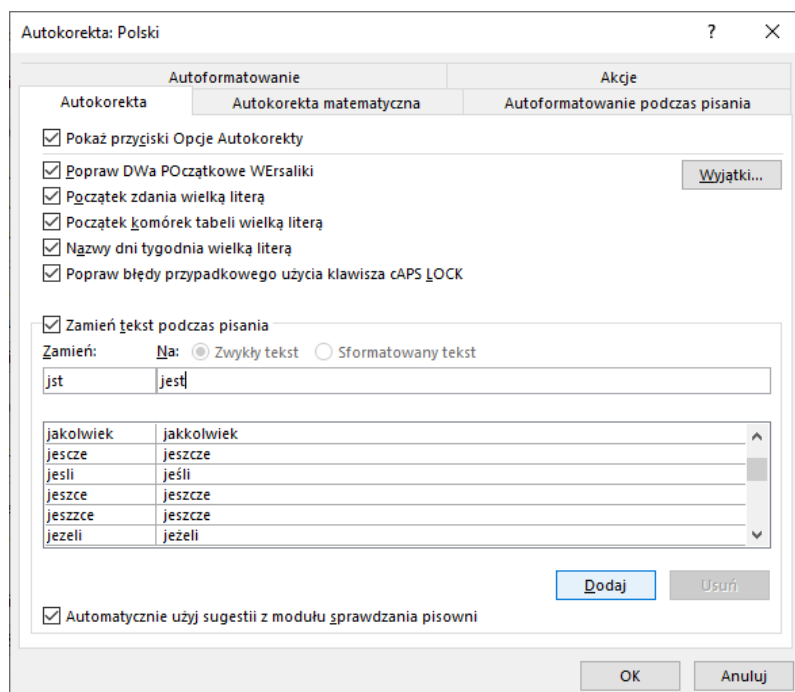 Autokorekta: Polski ? ×
Autoformatowanie Akcje
Autokorekta Autokorekta matematyczna Autoformatowanie podczas pisania
Pokaż przyciski Opcje Autokorekty
Popraw DWa POczątkowe WErsaliki Wyjątki...
Początek zdania wielką literą
Początek komórek tabeli wielką literą
Nazwy dni tygodnia wielką literą
Popraw błędy przypadkowego użycia klawisza cAPS LOCK
Zamień tekst podczas pisania
Zamień: Na: Zwykły tekst Sformatowany tekst
jst jest
jakolwiek jakkolwiek
jescze jeszcze
jesli jeśli
jeszce jeszcze
jeszzce jeszcze
jezeli jeżeli
Dodaj Usuń
Automatycznie użyj sugestii z modułu sprawdzania pisowni
OK Anuluj